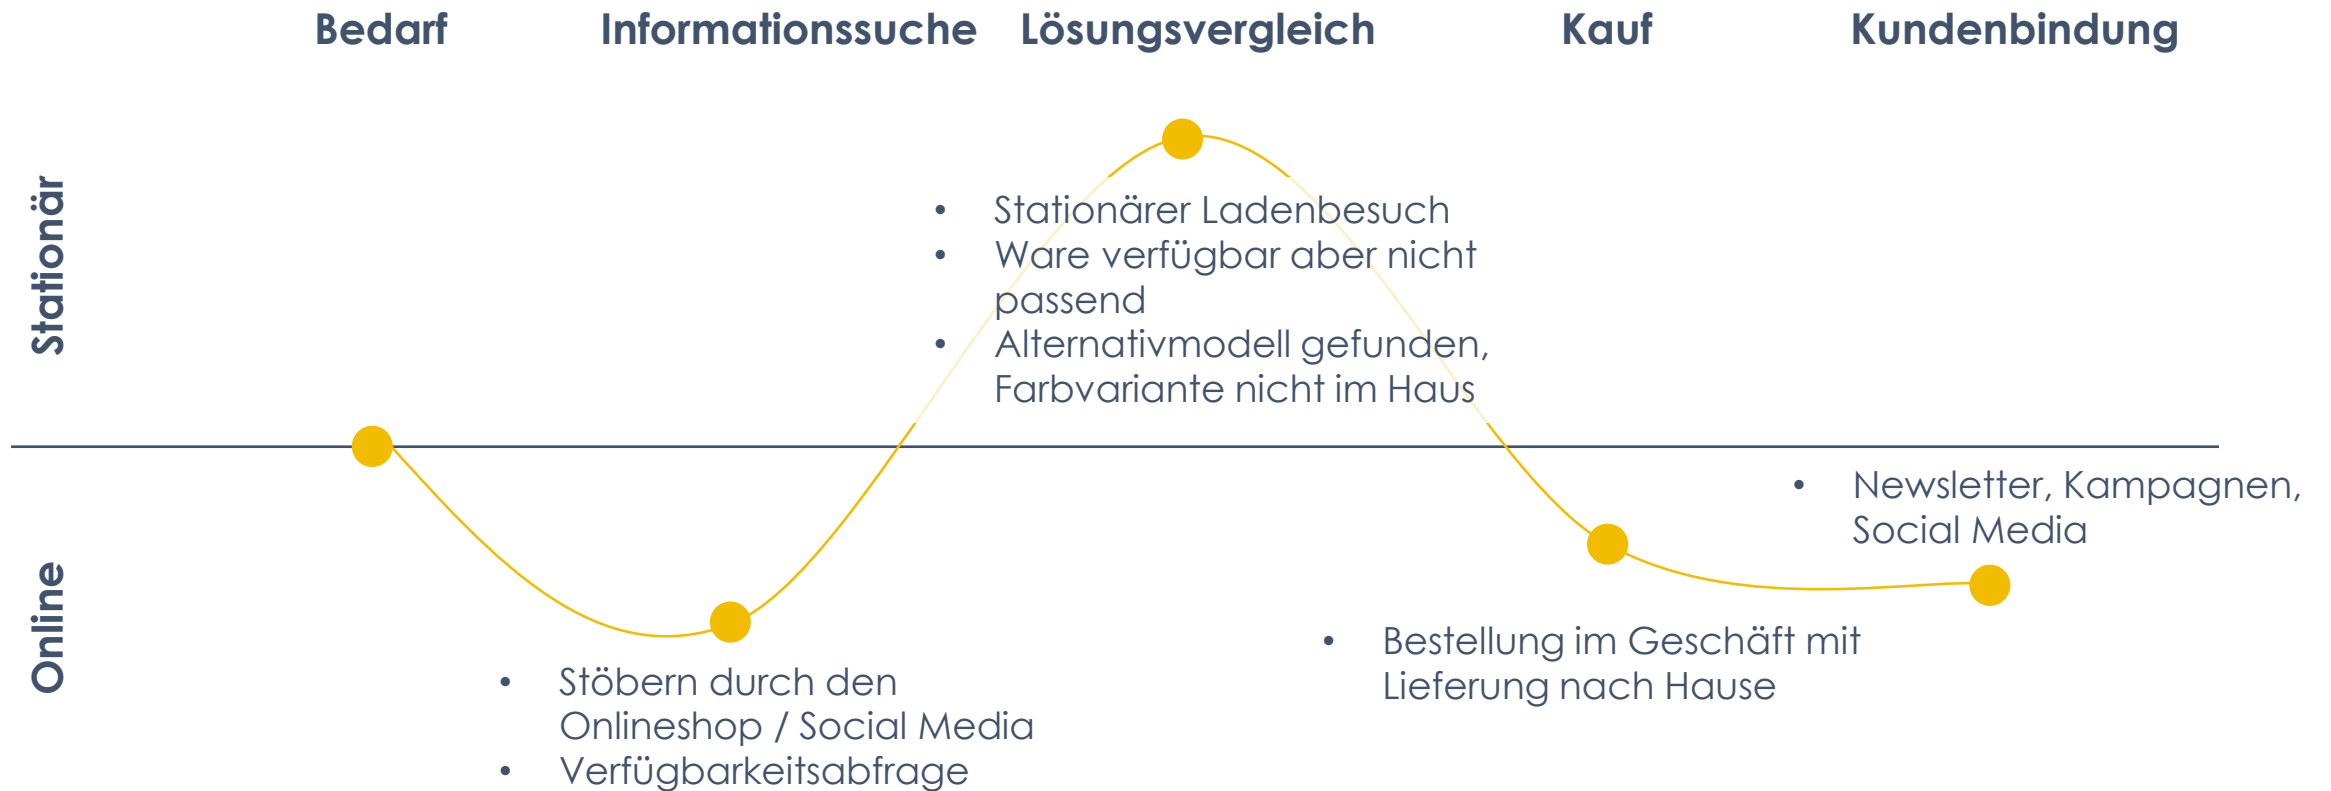 Bedarf
Informationssuche
Lösungsvergleich
Kauf
Kundenbindung
Stationär
• Stationärer Ladenbesuch
• Ware verfügbar aber nicht
passend
• Alternativmodell gefunden,
Farbvariante nicht im Haus
Online
• Newsletter, Kampagnen,
Social Media
• Bestellung im Geschäft mit
Lieferung nach Hause
• Stöbern durch den
Onlineshop / Social Media
• Verfügbarkeitsabfrage